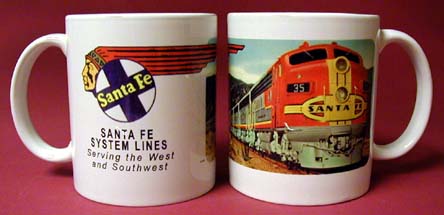 Santa Fe
SANTA FE
SYSTEM LINES
Serving the West
and Southwest
35
SANTA FE